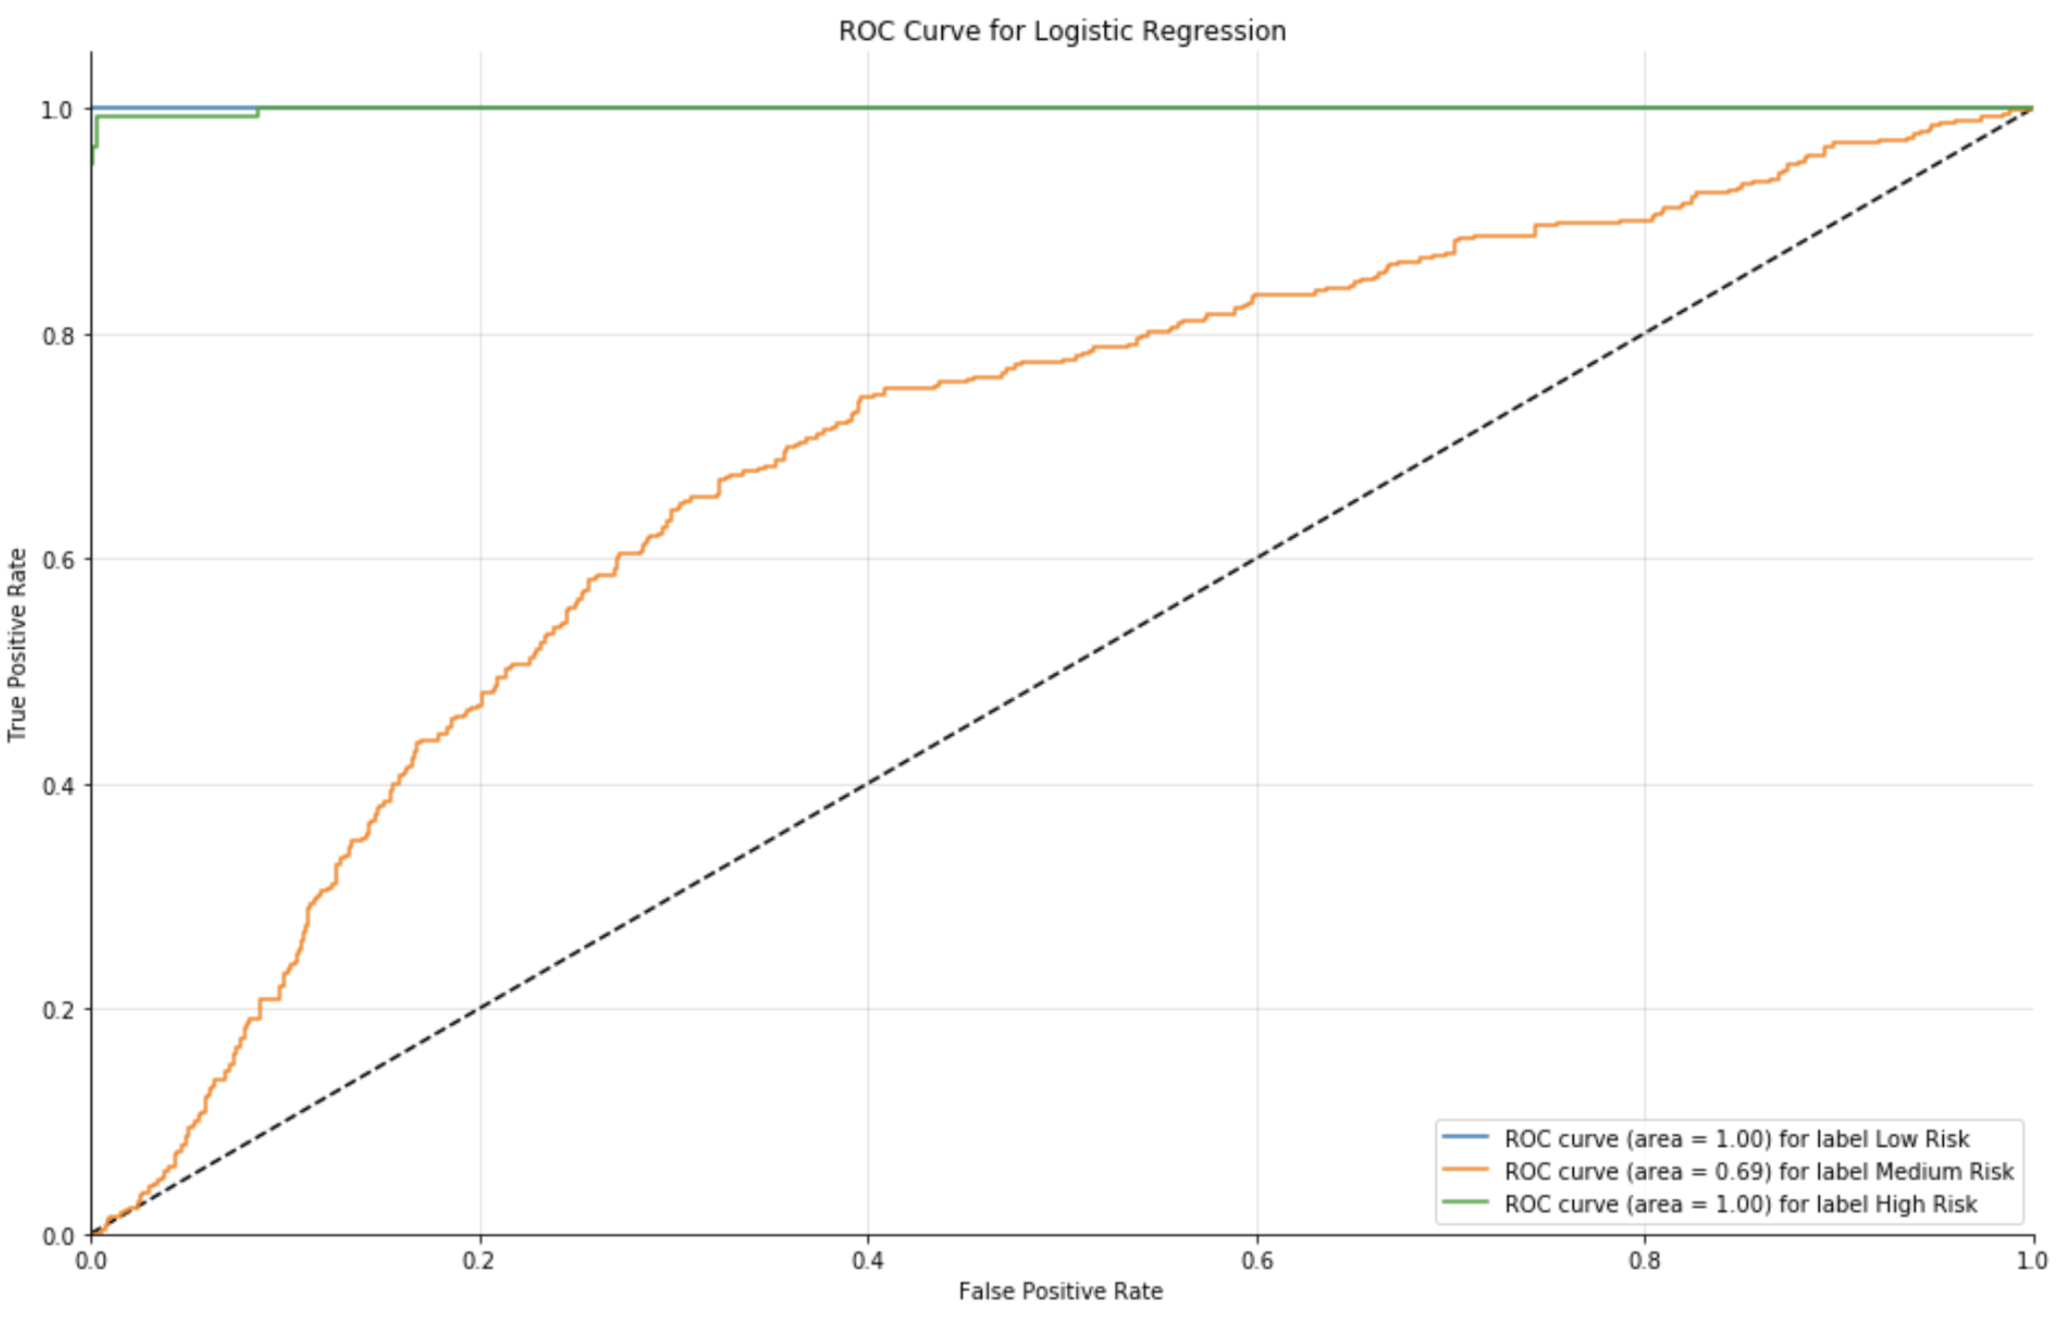 ROC Curve for Logistic Regression
1.0
0.8
0.6
0.4
0.2
0.0
True Positive Rate
0.0 0.2 0.4 0.6 0.8 1.0
False Positive Rate
ROC curve (area = 1.00) for label Low Risk
ROC curve (area = 0.69) for label Medium Risk
ROC curve (area = 1.00) for label High Risk